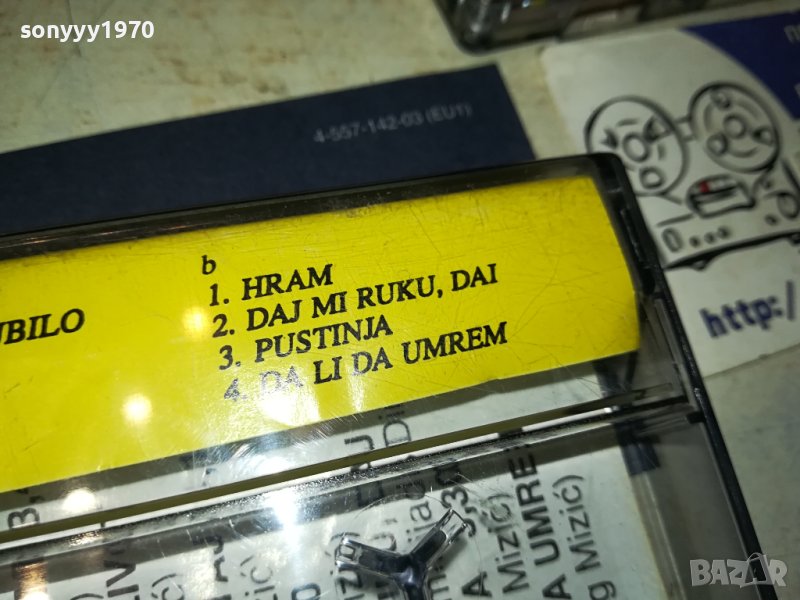 sonyyy1970
4-557-142-03 (EU1)
UBILO
b
1. HRAM
2. DAJ MI RUKU, DAI
3. PUSTINJA
4. DA LI DA UMREM
http:/
Mizić)
A UMRE
g Mizić)
BAZAR